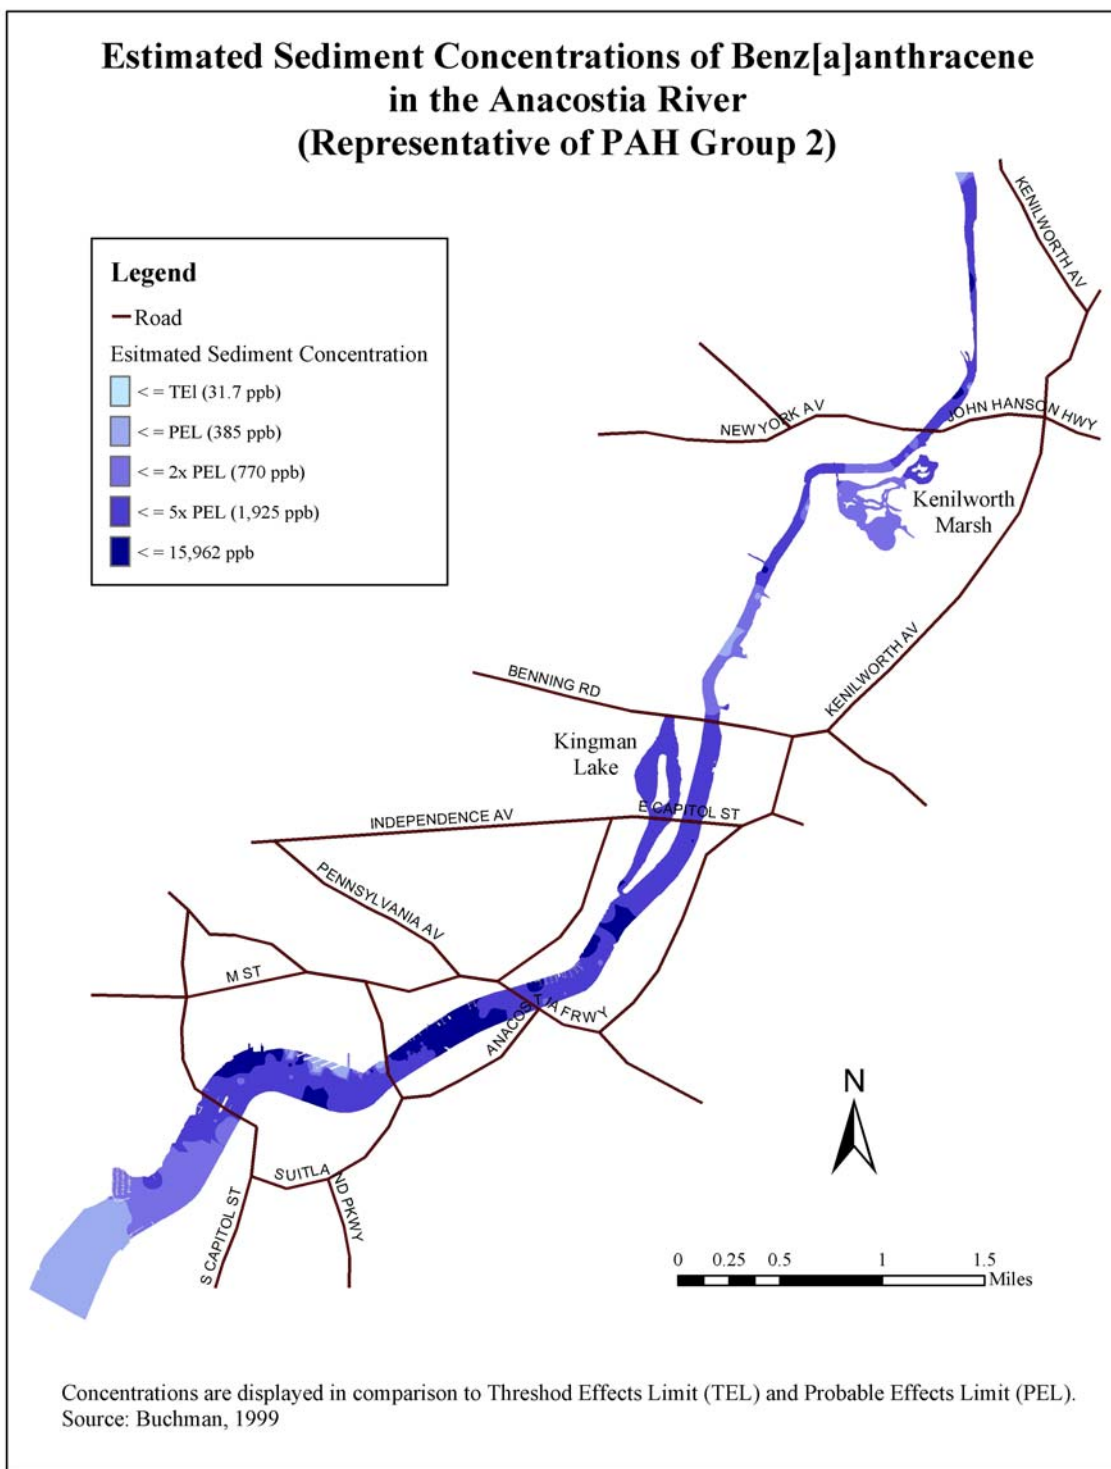 Estimated Sediment Concentrations of Benz[a]anthracene
in the Anacostia River
(Representative of PAH Group 2)
KENILWORTH AV
Legend
Road
Esitmated Sediment Concentration
< = TEl (31.7 ppb)
< = PEL (385 ppb)
< = 2x PEL (770 ppb)
< = 5x PEL (1,925 ppb)
< = 15,962 ppb
NEW YORK AV
JOHN HANSON HWY
Kenilworth
Marsh
KENILWORTH AV
BENNING RD
Kingman
Lake
E CAPITOL ST
INDEPENDENCE AV
PENNSYLVANIA AV
M ST
ANACOSTIA FRWY
SUITLAND PKWY
S CAPITOL ST
N
0 0.25 0.5 1 1.5
Miles
Concentrations are displayed in comparison to Threshod Effects Limit (TEL) and Probable Effects Limit (PEL).
Source: Buchman, 1999